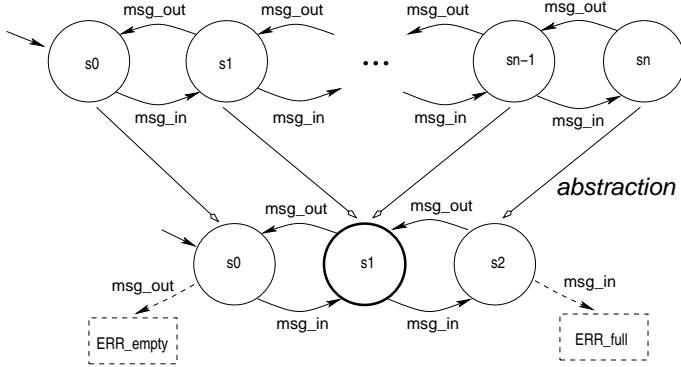 msg_out msg_out msg_out msg_out
s0 s1 ... sn−1 sn
msg_in msg_in msg_in msg_in
abstraction
msg_out msg_out
msg_out s0 s1 s2 msg_in
ERR_empty msg_in msg_in ERR_full